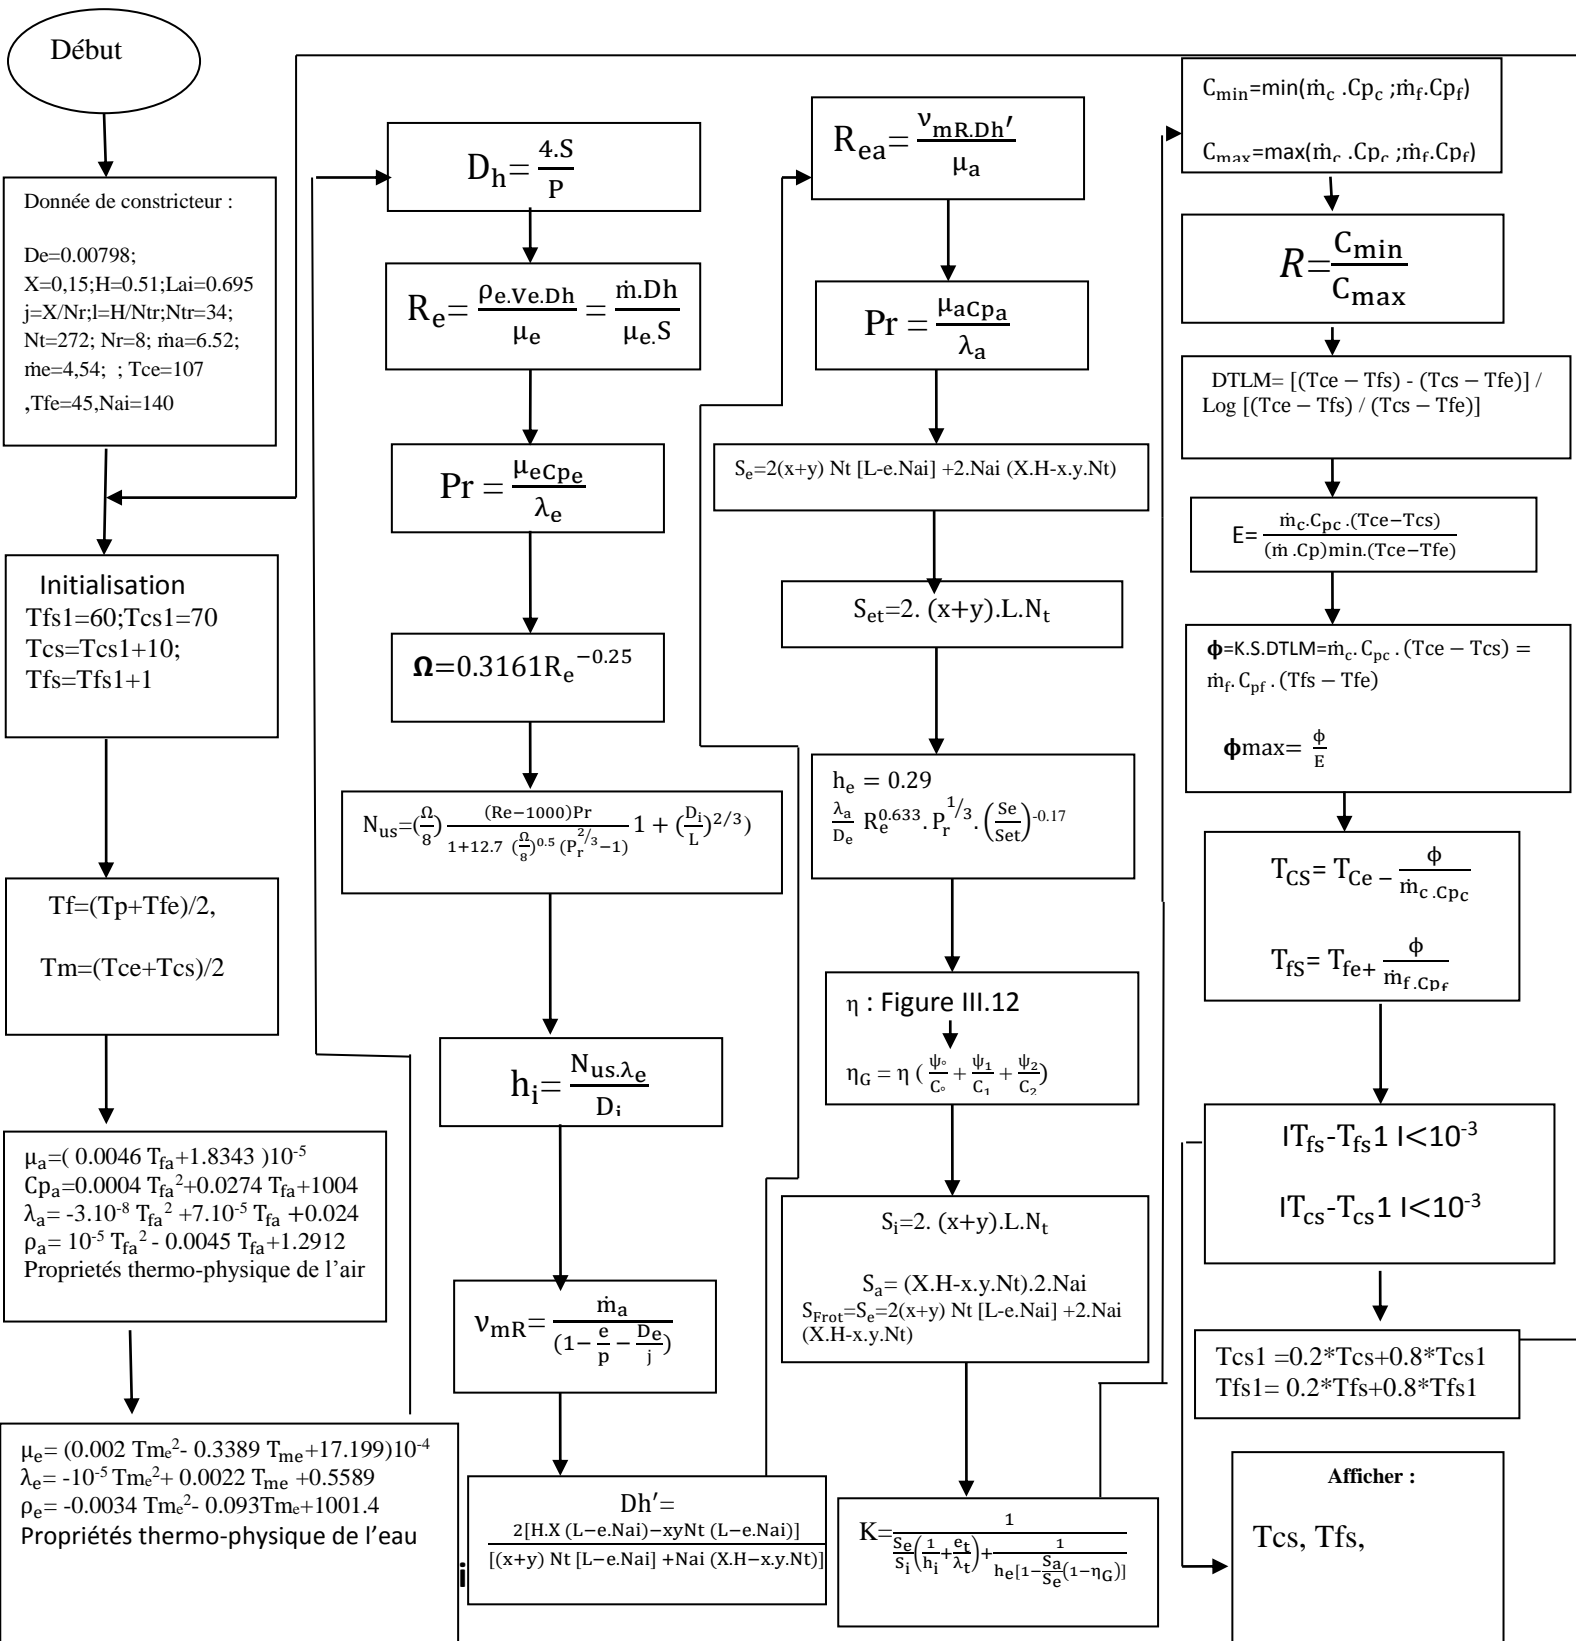 Début
Donnée de constricteur :
De=0.00798;
X=0,15;H=0.51;Lai=0.695
j=X/Nr;l=H/Ntr;Ntr=34;
Nt=272; Nr=8; ṁa=6.52;
ṁe=4,54; ; Tce=107
,Tfe=45,Nai=140
Initialisation
Tfs1=60;Tcs1=70
Tcs=Tcs1+10;
Tfs=Tfs1+1
Tf=(Tp+Tfe)/2,
Tm=(Tce+Tcs)/2
μa=( 0.0046 Tfa+1.8343 )10⁻⁵
Cpa=0.0004 Tfa²+0.0274 Tfa+1004
λa= -3.10⁻⁸ Tfa² +7.10⁻⁵ Tfa +0.024
ρa= 10⁻⁵ Tfa² - 0.0045 Tfa+1.2912
Proprietés thermo-physique de l'air
μe= (0.002 Tme²- 0.3389 Tme+17.199)10⁻⁴
λe= -10⁻⁵ Tme²+ 0.0022 Tme +0.5589
ρe= -0.0034 Tme²- 0.093Tme+1001.4
Propriétés thermo-physique de l'eau
i
Dh=4.S/P
Re=ρe.Ve.Dh/μe = ṁ.Dh/μe.S
Pr = μeCpe/λe
Ω=0.3161Re⁻⁰·²⁵
Nus=(Ω/8) (Re−1000)Pr/1+12.7 (Ω/8)^0.5 (Pr^2/3−1) 1 + (Di/L)^2/3)
hi=Nus.λe/Di
νmR=ṁa/(1−e/p−De/j)
Dh′=
2[H.X (L−e.Nai)−xyNt (L−e.Nai)]
[(x+y) Nt [L−e.Nai] +Nai (X.H−x.y.Nt)]
Rea=νmR.Dh′/μa
Pr = μaCpa/λa
Se=2(x+y) Nt [L-e.Nai] +2.Nai (X.H-x.y.Nt)
Set=2. (x+y).L.Nt
he = 0.29
λa/De Re^0.633. Pr^1/3. (Se/Set)^-0.17
η : Figure III.12
ηG = η (ψ∘/C∘ + ψ1/C1 + ψ2/C2)
Si=2. (x+y).L.Nt
Sa= (X.H-x.y.Nt).2.Nai
SFrot=Se=2(x+y) Nt [L-e.Nai] +2.Nai
(X.H-x.y.Nt)
K=1/Se/Si(1/hi+et/λt)+1/he[1−Sa/Se(1−ηG)]
Cmin=min(ṁc .Cpc ;ṁf.Cpf)
Cmax=max(ṁc .Cpc ;ṁf.Cpf)
R=Cmin/Cmax
DTLM= [(Tce − Tfs) - (Tcs − Tfe)] /
Log [(Tce − Tfs) / (Tcs − Tfe)]
E=ṁc.Cpc .(Tce−Tcs)/(ṁ .Cp)min.(Tce−Tfe)
ϕ=K.S.DTLM=ṁc. Cpc . (Tce − Tcs) =
ṁf. Cpf . (Tfs − Tfe)
ϕmax= ϕ/E
TCS= TCe − ϕ/ṁc .Cpc
TfS= Tfe+ ϕ/ṁf .Cpf
ITfs-Tfs1 I<10⁻³
ITcs-Tcs1 I<10⁻³
Tcs1 =0.2*Tcs+0.8*Tcs1
Tfs1= 0.2*Tfs+0.8*Tfs1
Afficher :
Tcs, Tfs,